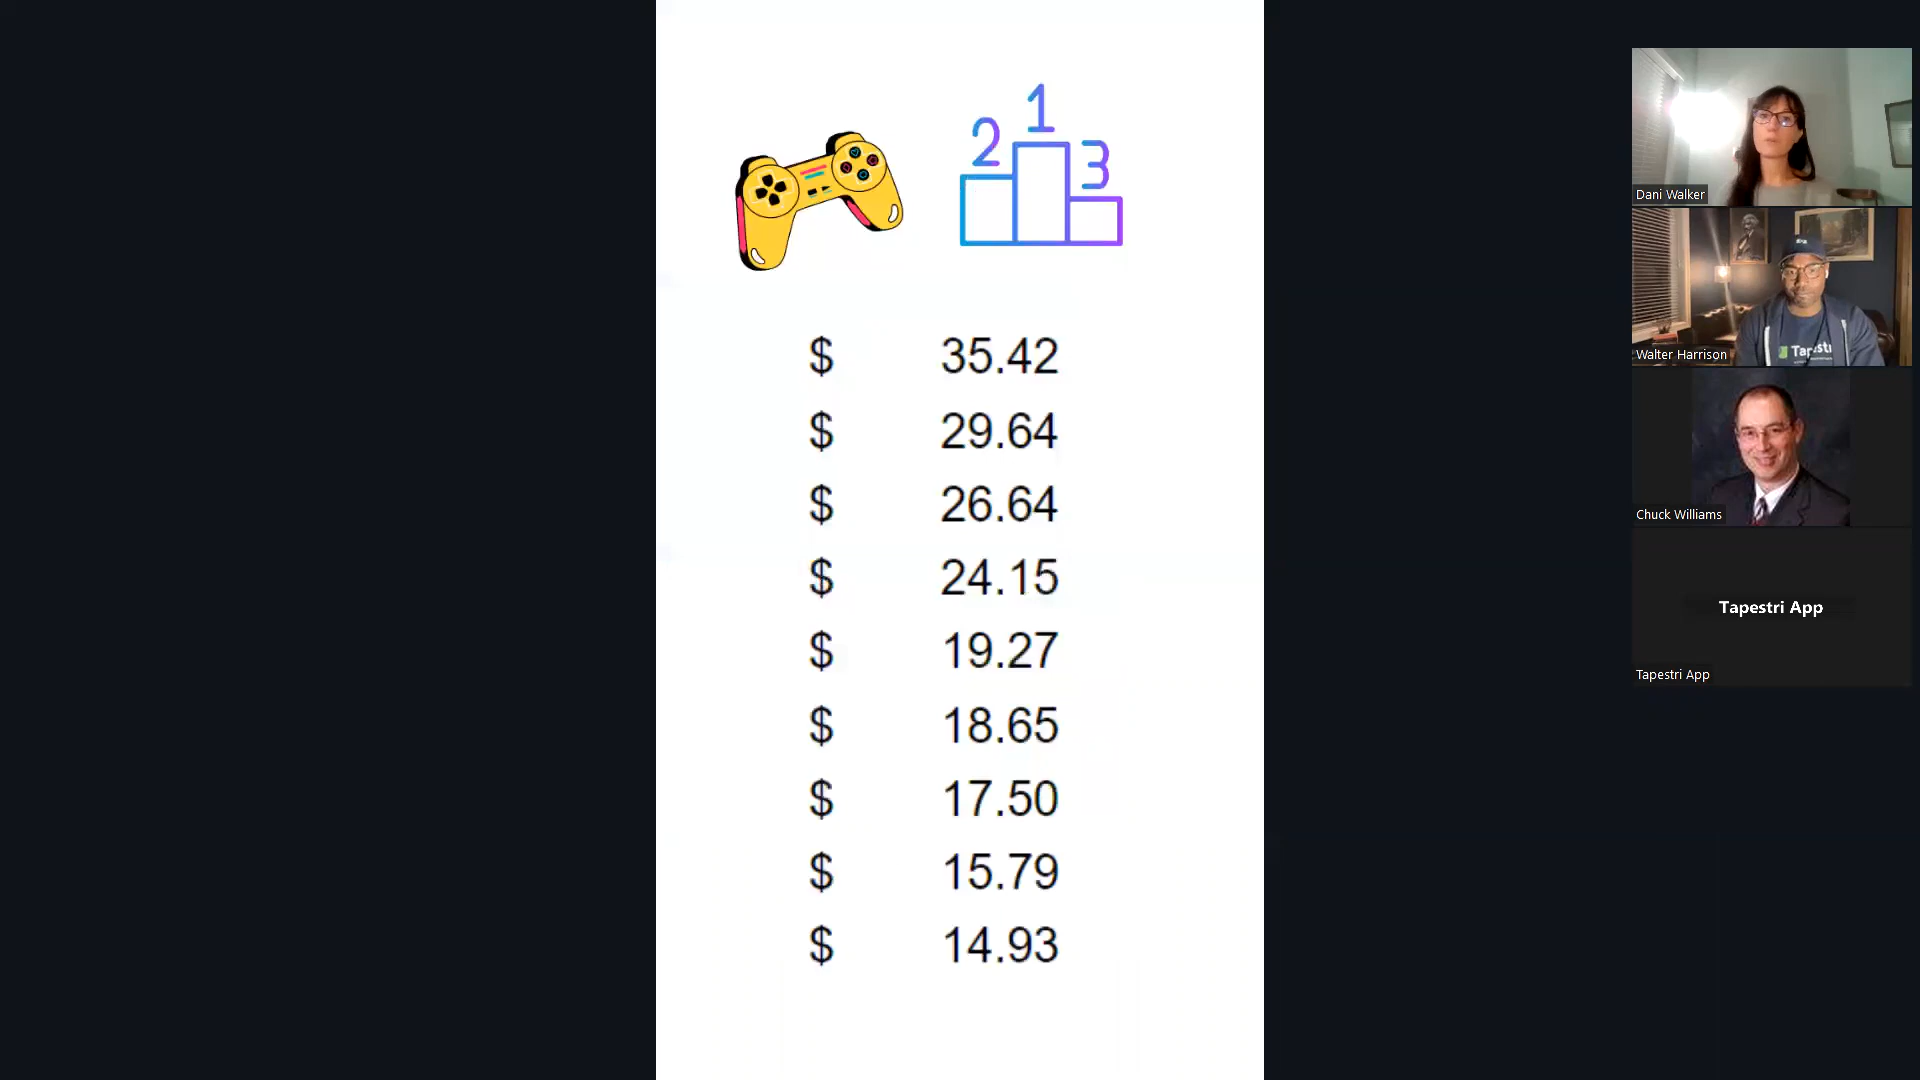 1
2
3
$ 35.42
$ 29.64
$ 26.64
$ 24.15
$ 19.27
$ 18.65
$ 17.50
$ 15.79
$ 14.93
Dani Walker
Tapestri
Walter Harrison
Chuck Williams
Tapestri App
Tapestri App